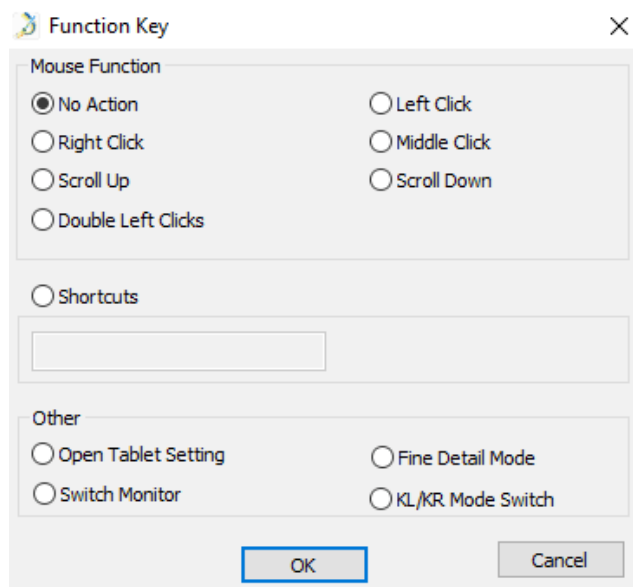 Function Key
Mouse Function
No Action
Left Click
Right Click
Middle Click
Scroll Up
Scroll Down
Double Left Clicks
Shortcuts
Other
Open Tablet Setting
Fine Detail Mode
Switch Monitor
KL/KR Mode Switch
OK
Cancel